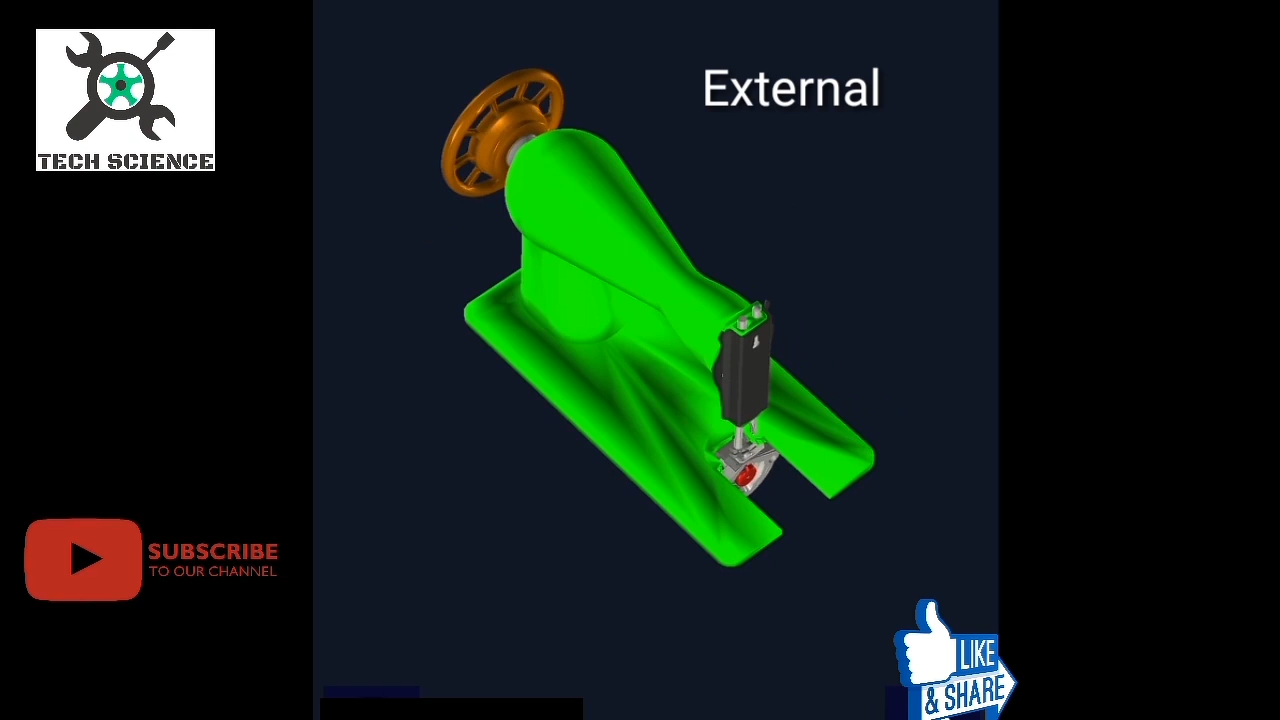 External
TECH SCIENCE
SUBSCRIBE
TO OUR CHANNEL
LIKE
& SHARE